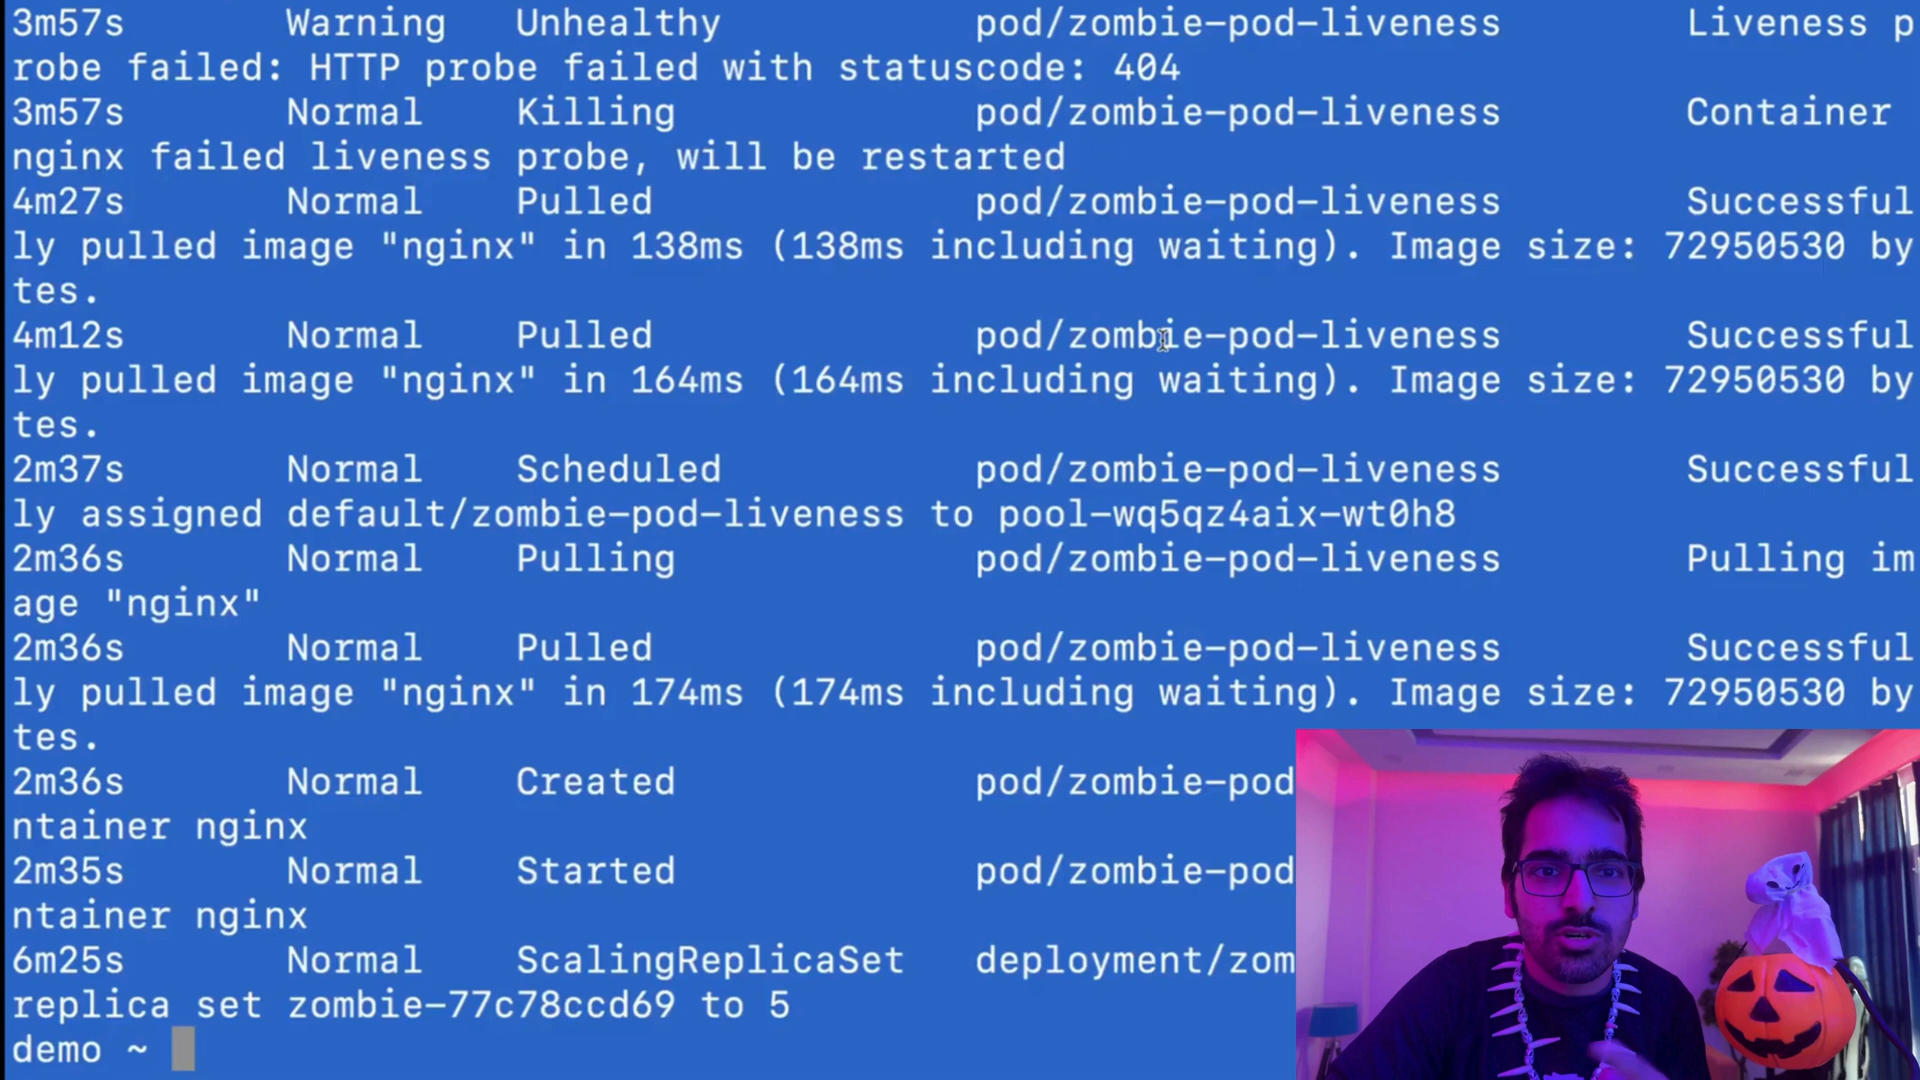 3m57s Warning Unhealthy pod/zombie-pod-liveness Liveness p
robe failed: HTTP probe failed with statuscode: 404
3m57s Normal Killing pod/zombie-pod-liveness Container
nginx failed liveness probe, will be restarted
4m27s Normal Pulled pod/zombie-pod-liveness Successful
ly pulled image "nginx" in 138ms (138ms including waiting). Image size: 72950530 by
tes.
4m12s Normal Pulled pod/zombie-pod-liveness Successful
ly pulled image "nginx" in 164ms (164ms including waiting). Image size: 72950530 by
tes.
2m37s Normal Scheduled pod/zombie-pod-liveness Successful
ly assigned default/zombie-pod-liveness to pool-wq5qz4aix-wt0h8
2m36s Normal Pulling pod/zombie-pod-liveness Pulling im
age "nginx"
2m36s Normal Pulled pod/zombie-pod-liveness Successful
ly pulled image "nginx" in 174ms (174ms including waiting). Image size: 72950530 by
tes.
2m36s Normal Created pod/zombie-pod
ntainer nginx
2m35s Normal Started pod/zombie-pod
ntainer nginx
6m25s Normal ScalingReplicaSet deployment/zom
replica set zombie-77c78ccd69 to 5
demo ~